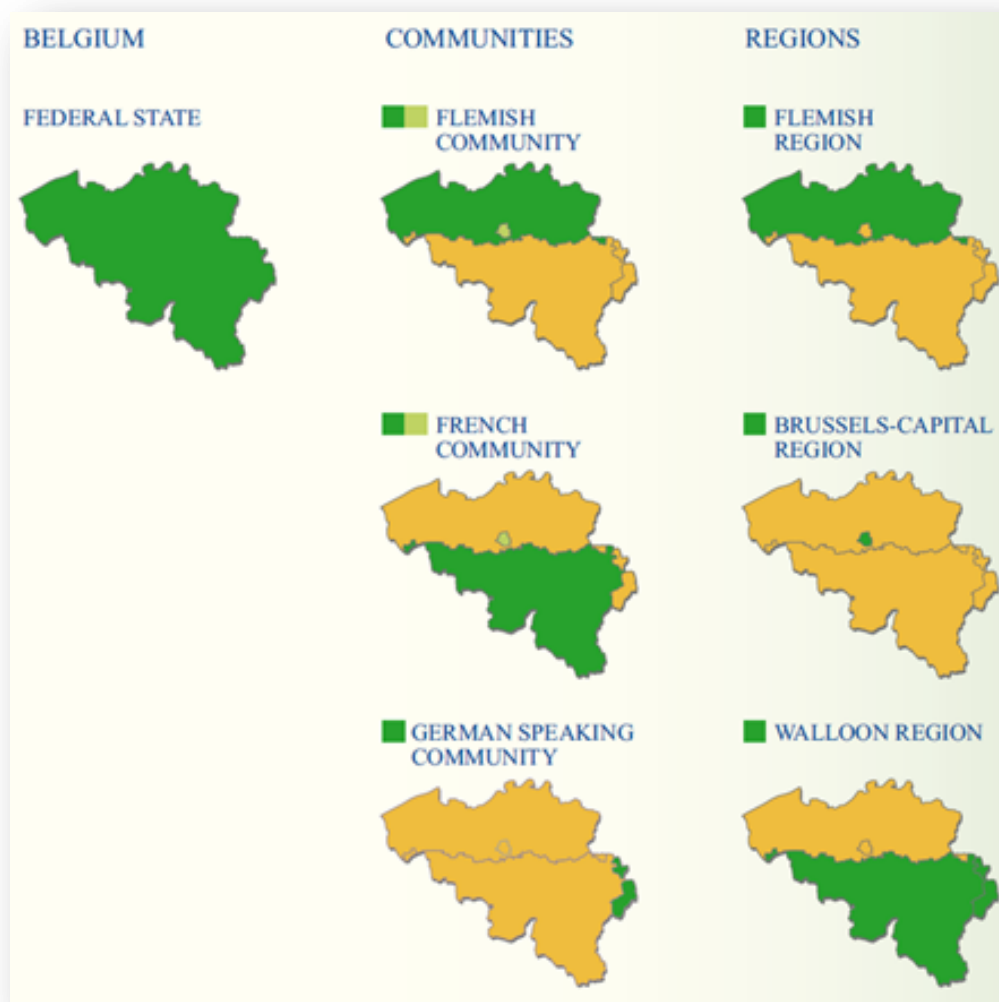 BELGIUM
COMMUNITIES
REGIONS
FEDERAL STATE
FLEMISH
COMMUNITY
FLEMISH
REGION
FRENCH
COMMUNITY
BRUSSELS-CAPITAL
REGION
GERMAN SPEAKING
COMMUNITY
WALLOON REGION